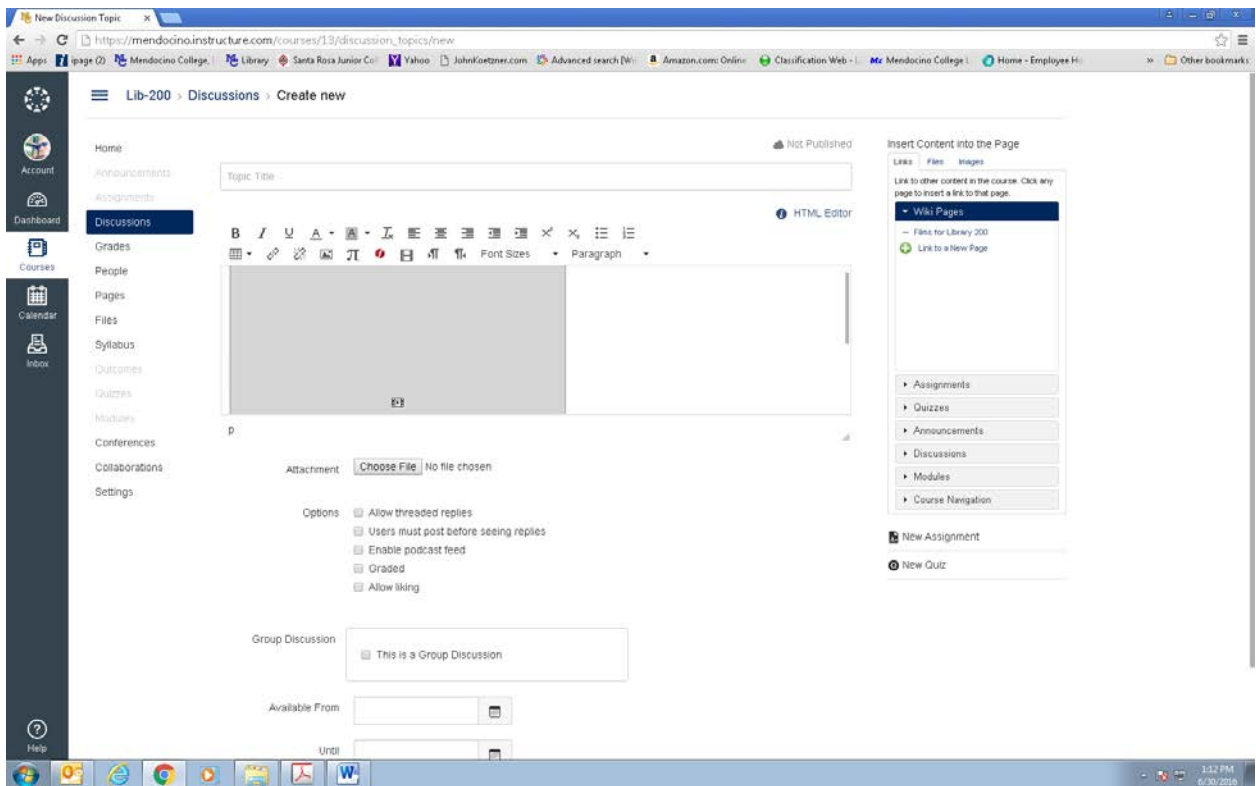 New Discussion Topic
https://mendocino.instructure.com/courses/13/discussion_topics/new
Apps ipage (2) Mendocino College, Library Santa Rosa Junior Col Yahoo JohnKoetzner.com Advanced search [W Amazon.com: Online Classification Web - L Mendocino College L Home - Employee H » Other bookmarks
Lib-200 > Discussions > Create new
Account
Dashboard
Courses
Calendar
Inbox
Help
Home
Announcements
Assignments
Discussions
Grades
People
Pages
Files
Syllabus
Outcomes
Quizzes
Modules
Conferences
Collaborations
Settings
Not Published
Topic Title
HTML Editor
B I U A A Ix
π Font Sizes Paragraph
p
Attachment Choose File No file chosen
Options Allow threaded replies
Users must post before seeing replies
Enable podcast feed
Graded
Allow liking
Group Discussion This is a Group Discussion
Available From
Until
Insert Content into the Page
Links Files Images
Link to other content in the course. Click any
page to insert a link to that page.
Wiki Pages
Films for Library 200
Link to a New Page
Assignments
Quizzes
Announcements
Discussions
Modules
Course Navigation
New Assignment
New Quiz
1:12 PM
6/30/2016